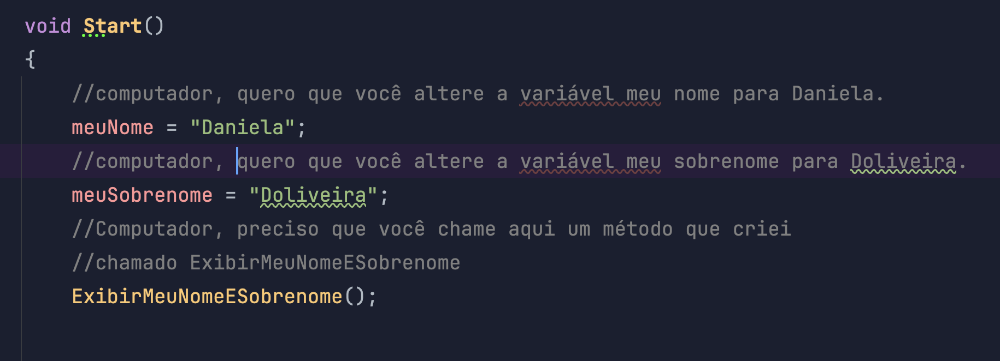 void Start()
{
//computador, quero que você altere a variável meu nome para Daniela.
meuNome = "Daniela";
//computador, quero que você altere a variável meu sobrenome para Doliveira.
meuSobrenome = "Doliveira";
//Computador, preciso que você chame aqui um método que criei
//chamado ExibirMeuNomeESobrenome
ExibirMeuNomeESobrenome();